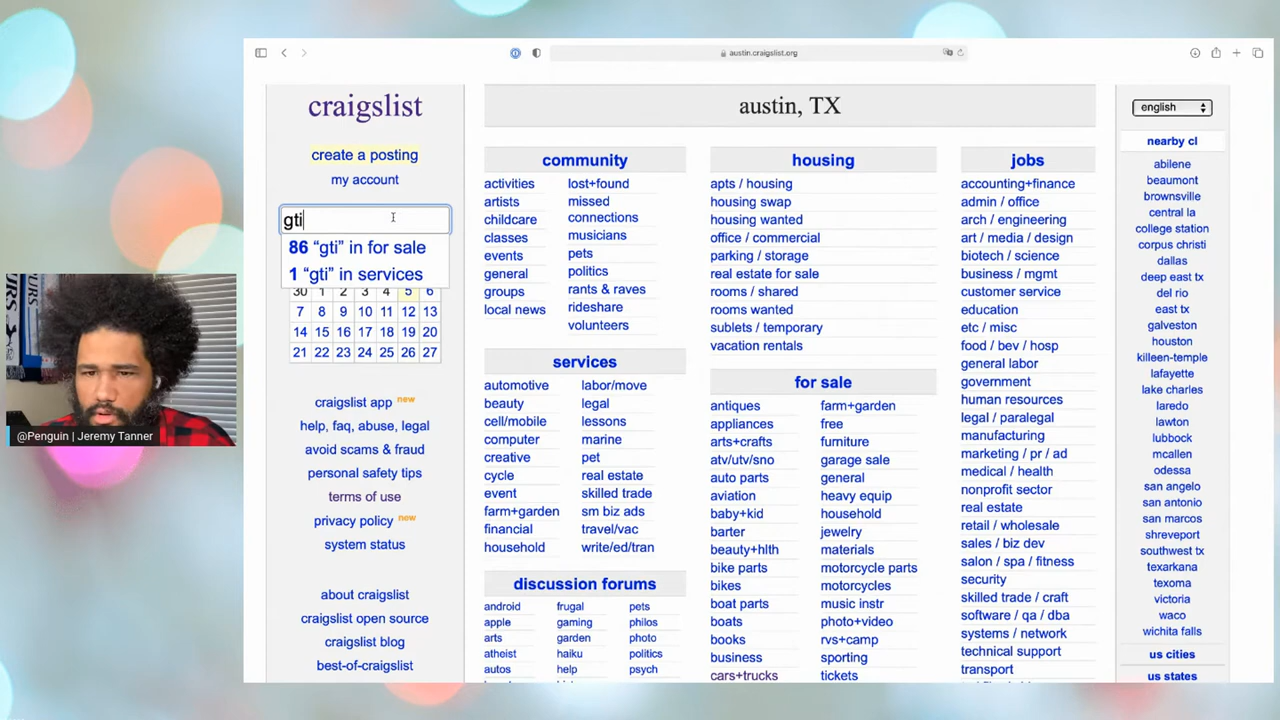 austin.craigslist.org
craigslist
create a posting
my account
gti
86 “gti” in for sale
1 “gti” in services
30 1 2 3 4 5 6
7 8 9 10 11 12 13
14 15 16 17 18 19 20
21 22 23 24 25 26 27
craigslist app new
help, faq, abuse, legal
avoid scams & fraud
personal safety tips
terms of use
privacy policy new
system status
about craigslist
craigslist open source
craigslist blog
best-of-craigslist
austin, TX
community
activities
artists
childcare
classes
events
general
groups
local news
lost+found
missed
connections
musicians
pets
politics
rants & raves
rideshare
volunteers
services
automotive
beauty
cell/mobile
computer
creative
cycle
event
farm+garden
financial
household
labor/move
legal
lessons
marine
pet
real estate
skilled trade
sm biz ads
travel/vac
write/ed/tran
discussion forums
android
apple
arts
atheist
autos
frugal
gaming
garden
haiku
help
pets
philos
photo
politics
psych
housing
apts / housing
housing swap
housing wanted
office / commercial
parking / storage
real estate for sale
rooms / shared
rooms wanted
sublets / temporary
vacation rentals
for sale
antiques
appliances
arts+crafts
atv/utv/sno
auto parts
aviation
baby+kid
barter
beauty+hlth
bike parts
bikes
boat parts
boats
books
business
cars+trucks
farm+garden
free
furniture
garage sale
general
heavy equip
household
jewelry
materials
motorcycle parts
motorcycles
music instr
photo+video
rvs+camp
sporting
tickets
jobs
accounting+finance
admin / office
arch / engineering
art / media / design
biotech / science
business / mgmt
customer service
education
etc / misc
food / bev / hosp
general labor
government
human resources
legal / paralegal
manufacturing
marketing / pr / ad
medical / health
nonprofit sector
real estate
retail / wholesale
sales / biz dev
salon / spa / fitness
security
skilled trade / craft
software / qa / dba
systems / network
technical support
transport
english
nearby cl
abilene
beaumont
brownsville
central la
college station
corpus christi
dallas
deep east tx
del rio
east tx
galveston
houston
killeen-temple
lafayette
lake charles
laredo
lawton
lubbock
mcallen
odessa
san angelo
san antonio
san marcos
shreveport
southwest tx
texarkana
texoma
victoria
waco
wichita falls
us cities
us states
@Penguin | Jeremy Tanner